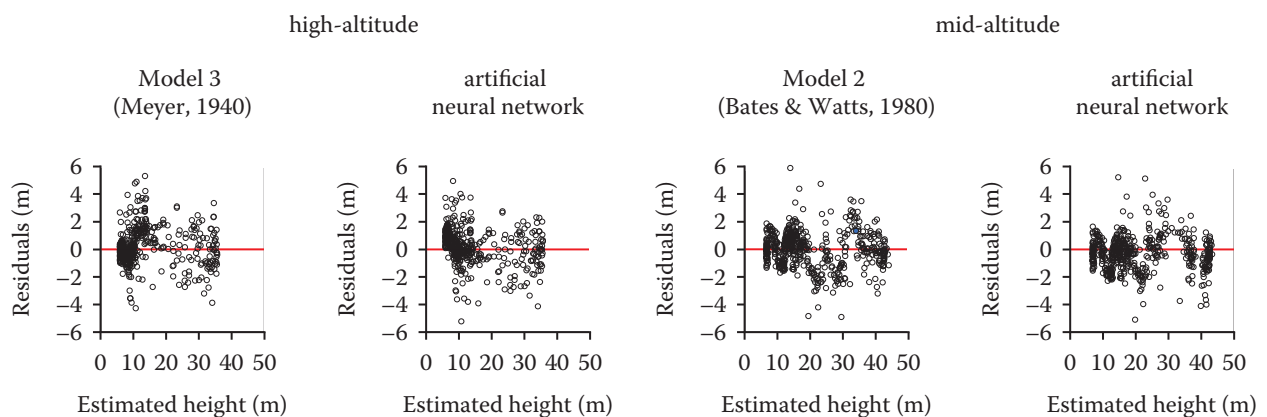 high-altitude
mid-altitude
Model 3
(Meyer, 1940)
artificial
neural network
Model 2
(Bates & Watts, 1980)
artificial
neural network
Residuals (m)
6
4
2
0
–2
–4
–6
0 10 20 30 40 50
Estimated height (m)
Residuals (m)
6
4
2
0
–2
–4
–6
0 10 20 30 40 50
Estimated height (m)
Residuals (m)
6
4
2
0
–2
–4
–6
0 10 20 30 40 50
Estimated height (m)
Residuals (m)
6
4
2
0
–2
–4
–6
0 10 20 30 40 50
Estimated height (m)